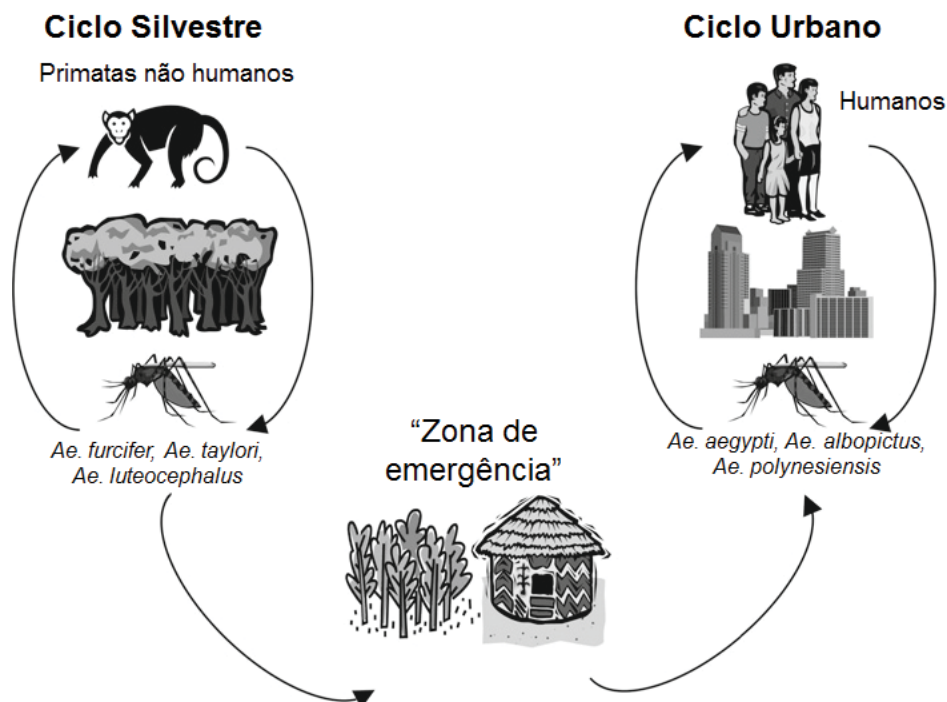 Ciclo Silvestre
Primatas não humanos
Ae. furcifer, Ae. taylori,
Ae. luteocephalus
“Zona de
emergência”
Ciclo Urbano
Humanos
Ae. aegypti, Ae. albopictus,
Ae. polynesiensis